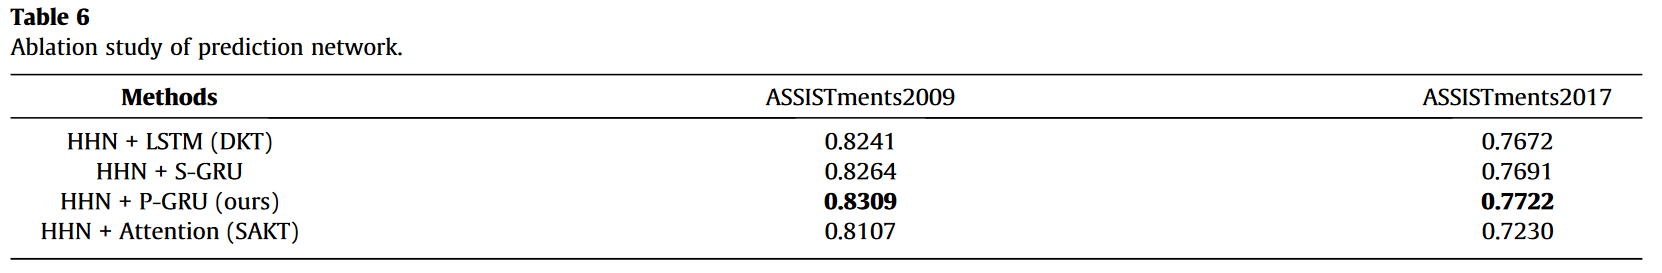 Table 6
Ablation study of prediction network.
Methods ASSISTments2009 ASSISTments2017
HHN + LSTM (DKT) 0.8241 0.7672
HHN + S-GRU 0.8264 0.7691
HHN + P-GRU (ours) 0.8309 0.7722
HHN + Attention (SAKT) 0.8107 0.7230